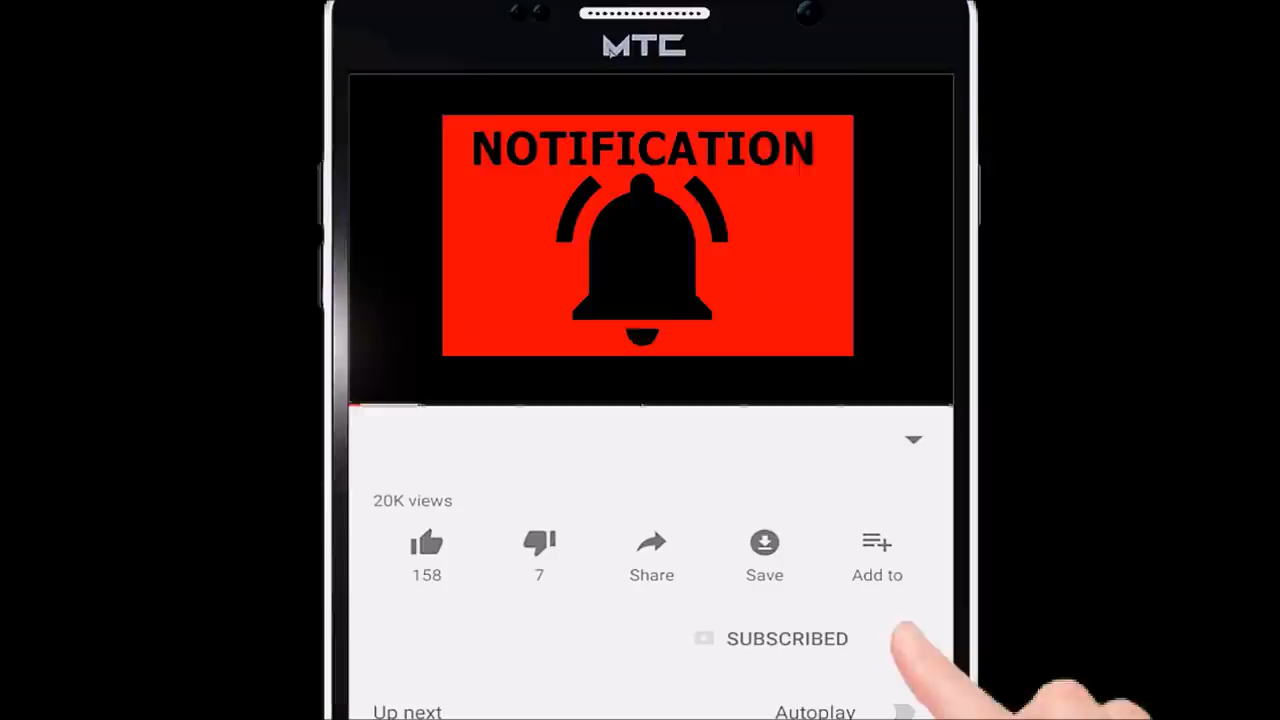 MTC
NOTIFICATION
20K views
158
7
Share
Save
Add to
SUBSCRIBED
Up next
Autoplay